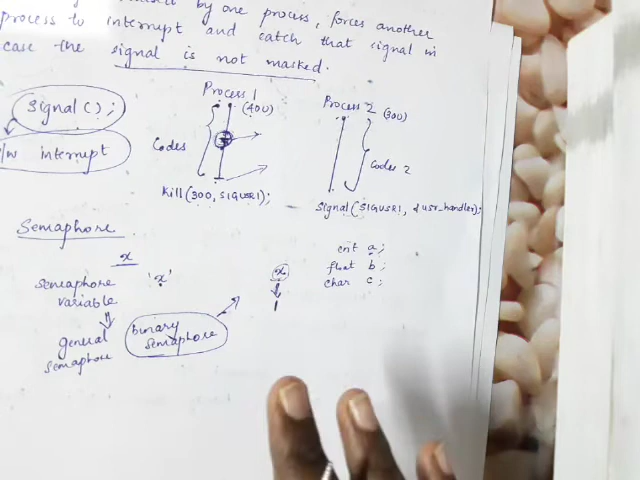 by one process, forces another
process to interrupt and catch that signal in
case the signal is not masked.
Signal();
/w interrupt
Process 1
(400)
Codes
Kill(300, SIGUSR1);
Process 2
(300)
Codes 2
Signal(SIGUSR1, &usr_handler);
Semaphore
x
semaphore
variable
'x'
general
semaphore
binary
semaphore
x
1
int a;
float b;
char c;